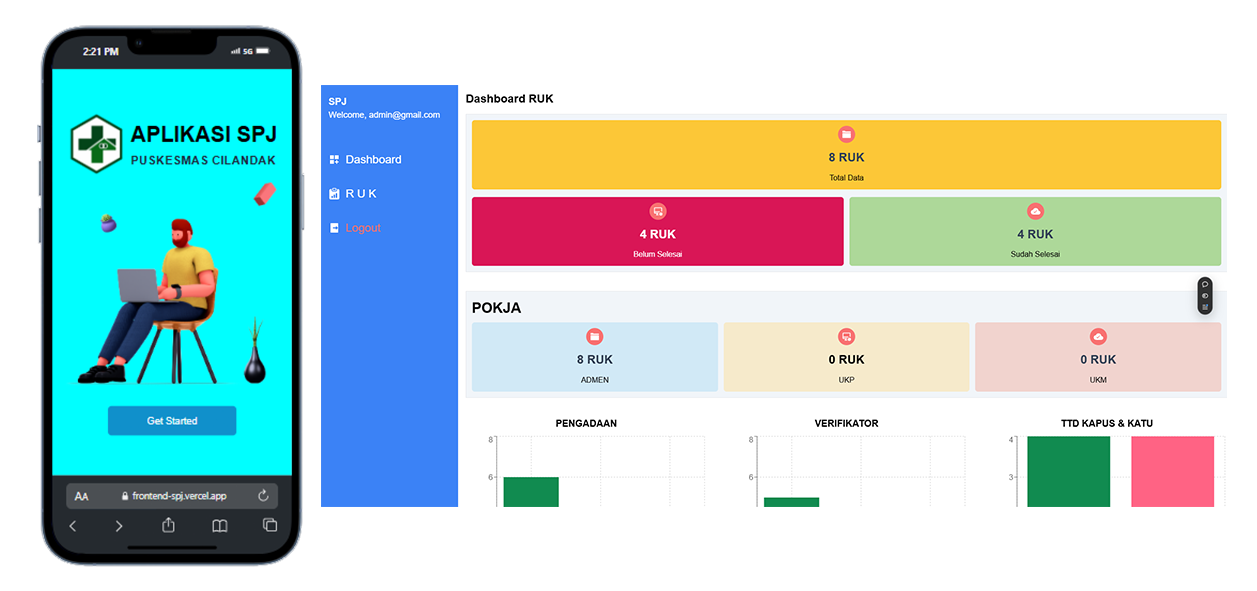 2:21 PM
5G
APLIKASI SPJ
PUSKESMAS CILANDAK
Get Started
AA
frontend-spj.vercel.app
SPJ
Welcome, admin@gmail.com
Dashboard
R U K
Logout
Dashboard RUK
8 RUK
Total Data
4 RUK
Belum Selesai
4 RUK
Sudah Selesai
POKJA
8 RUK
ADMEN
0 RUK
UKP
0 RUK
UKM
PENGADAAN
8
6
VERIFIKATOR
8
6
TTD KAPUS & KATU
4
3